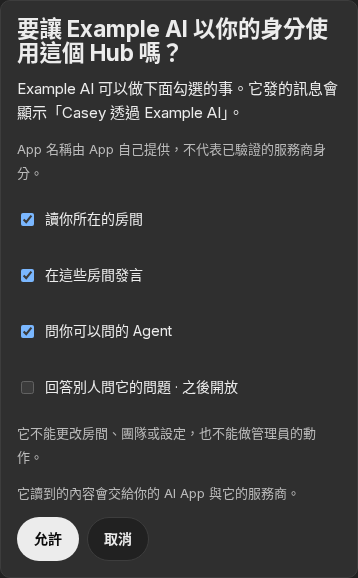 要讓 Example AI 以你的身分使
用這個 Hub 嗎？
Example AI 可以做下面勾選的事。它發的訊息會
顯示「Casey 透過 Example AI」。
App 名稱由 App 自己提供，不代表已驗證的服務商身
分。
讀你所在的房間
在這些房間發言
問你可以問的 Agent
回答別人問它的問題 · 之後開放
它不能更改房間、團隊或設定，也不能做管理員的動
作。
它讀到的內容會交給你的 AI App 與它的服務商。
允許
取消